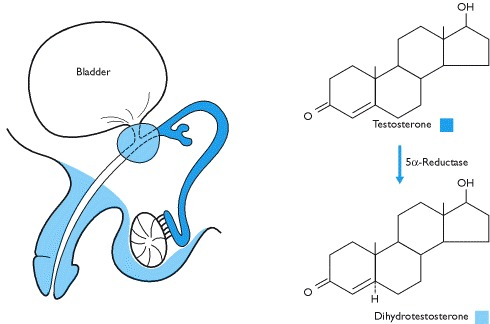 Bladder
OH
O
Testosterone
5α-Reductase
OH
O
H
Dihydrotestosterone